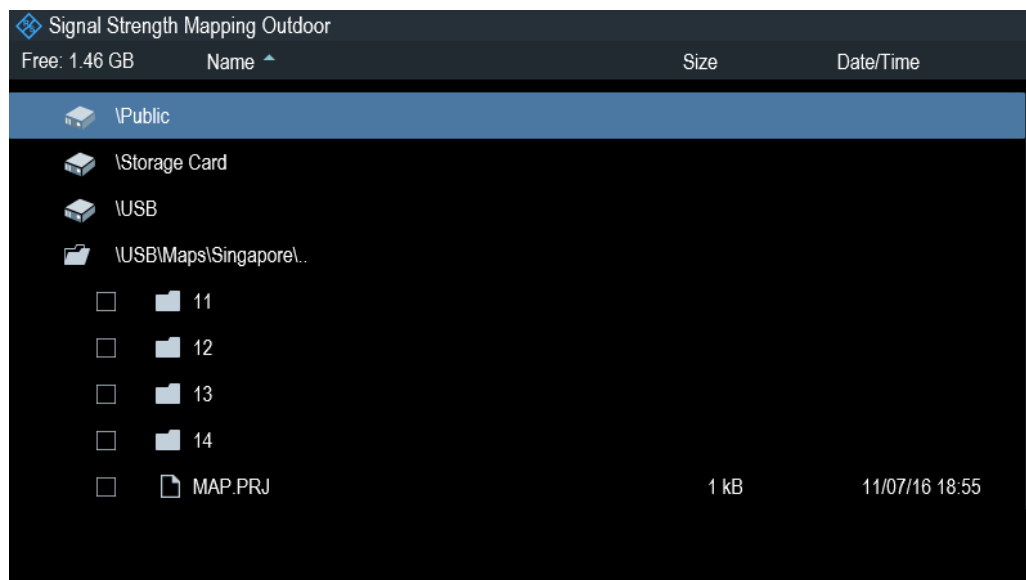 Signal Strength Mapping Outdoor
Free: 1.46 GB Name Size Date/Time
\Public
\Storage Card
\USB
\USB\Maps\Singapore\..
11
12
13
14
MAP.PRJ 1 kB 11/07/16 18:55